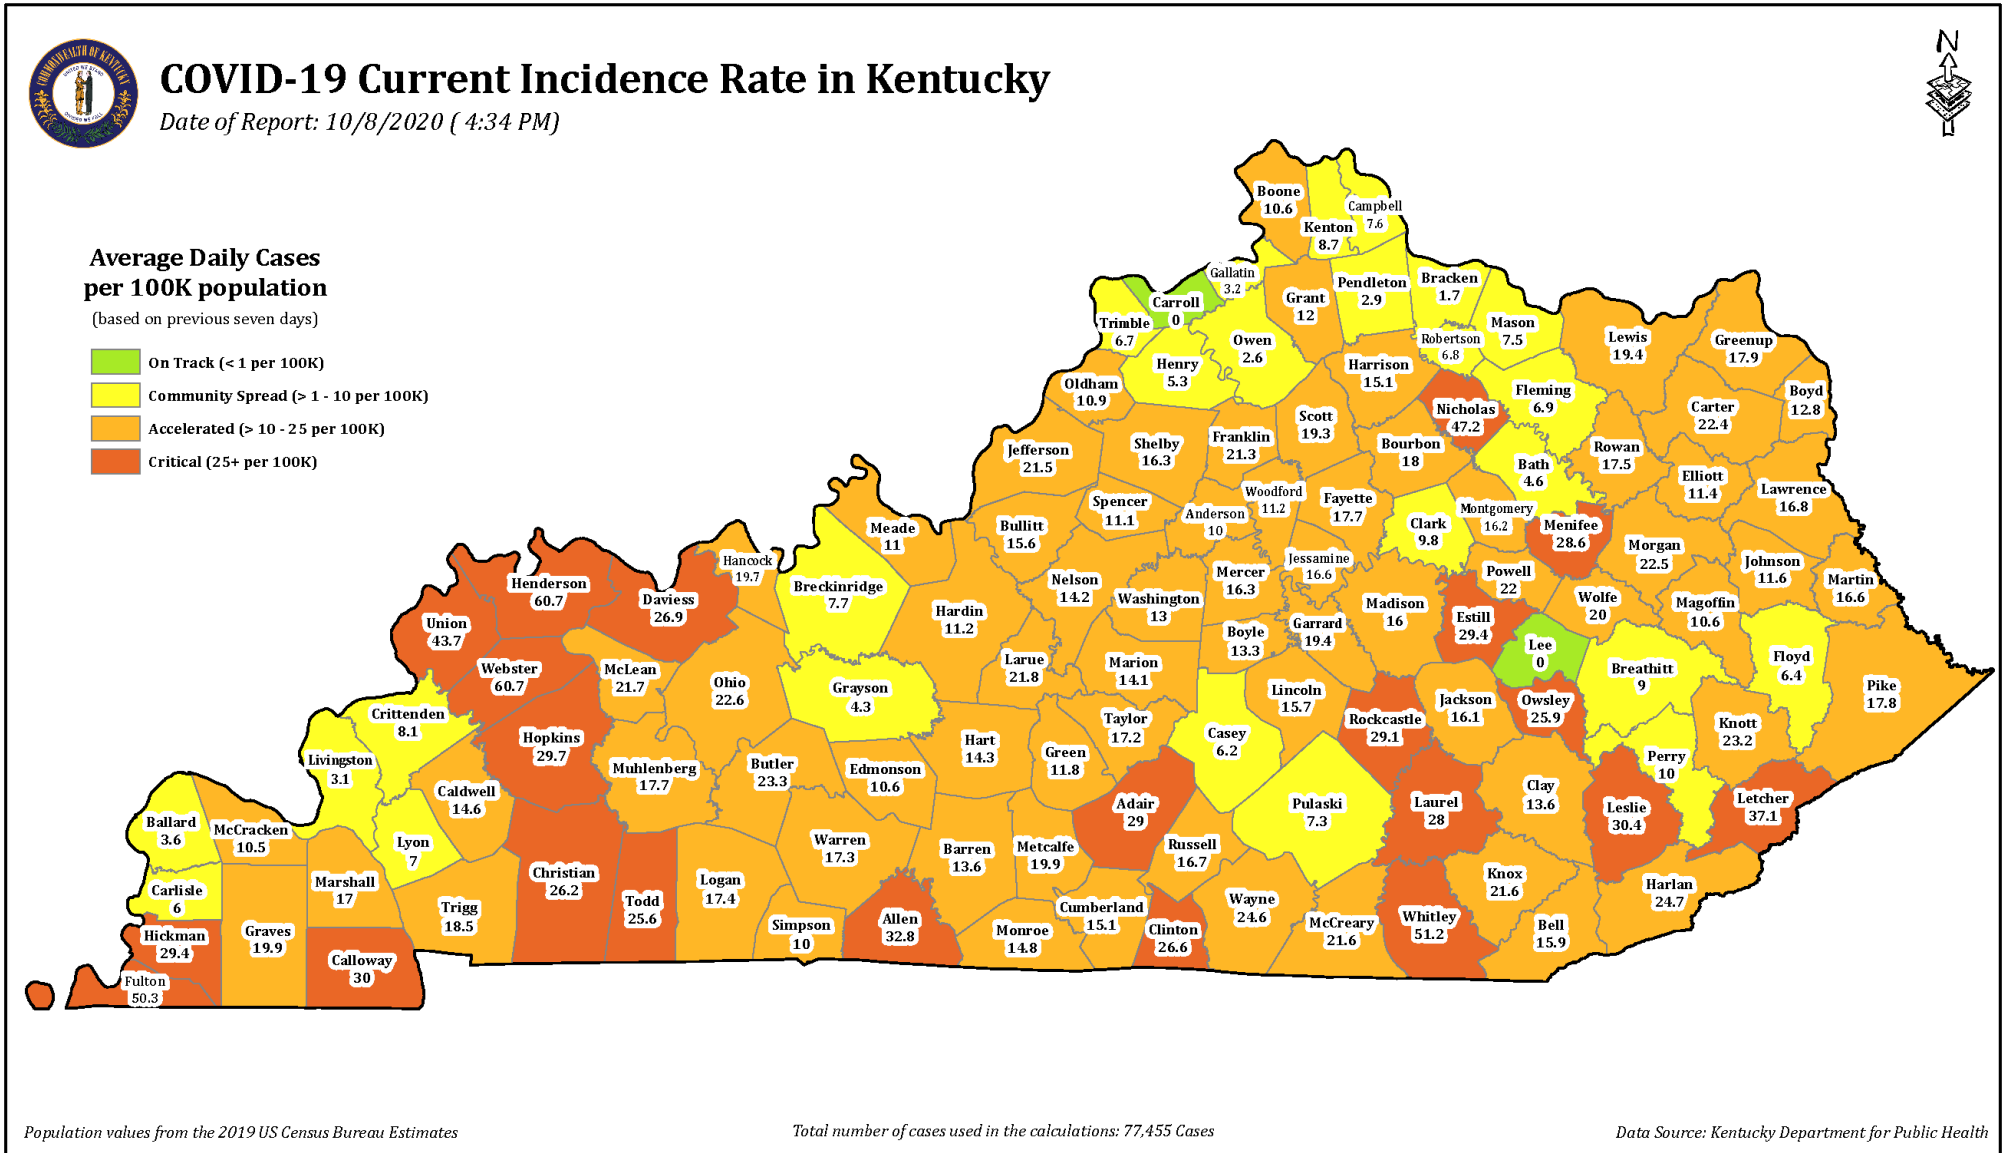 COVID-19 Current Incidence Rate in Kentucky
Date of Report: 10/8/2020 ( 4:34 PM)
COMMONWEALTH OF KENTUCKY
UNITED WE STAND
DIVIDED WE FALL
N
Average Daily Cases
per 100K population
(based on previous seven days)
On Track (< 1 per 100K)
Community Spread (> 1 - 10 per 100K)
Accelerated (> 10 - 25 per 100K)
Critical (25+ per 100K)
Boone
10.6
Kenton
8.7
Campbell
7.6
Gallatin
3.2
Carroll
0
Trimble
6.7
Grant
12
Pendleton
2.9
Bracken
1.7
Mason
7.5
Robertson
6.8
Lewis
19.4
Greenup
17.9
Boyd
12.8
Carter
22.4
Owen
2.6
Henry
5.3
Oldham
10.9
Harrison
15.1
Nicholas
47.2
Fleming
6.9
Scott
19.3
Franklin
21.3
Shelby
16.3
Jefferson
21.5
Bourbon
18
Bath
4.6
Rowan
17.5
Elliott
11.4
Lawrence
16.8
Spencer
11.1
Anderson
10
Woodford
11.2
Fayette
17.7
Clark
9.8
Montgomery
16.2
Menifee
28.6
Morgan
22.5
Johnson
11.6
Martin
16.6
Meade
11
Bullitt
15.6
Nelson
14.2
Washington
13
Mercer
16.3
Jessamine
16.6
Madison
16
Powell
22
Estill
29.4
Wolfe
20
Magoffin
10.6
Hancock
19.7
Breckinridge
7.7
Hardin
11.2
Larue
21.8
Marion
14.1
Boyle
13.3
Garrard
19.4
Lee
0
Breathitt
9
Floyd
6.4
Pike
17.8
Henderson
60.7
Daviess
26.9
Union
43.7
Webster
60.7
McLean
21.7
Ohio
22.6
Grayson
4.3
Hart
14.3
Green
11.8
Taylor
17.2
Casey
6.2
Lincoln
15.7
Rockcastle
29.1
Jackson
16.1
Owsley
25.9
Knott
23.2
Perry
10
Crittenden
8.1
Livingston
3.1
Hopkins
29.7
Caldwell
14.6
Muhlenberg
17.7
Butler
23.3
Edmonson
10.6
Adair
29
Pulaski
7.3
Laurel
28
Clay
13.6
Leslie
30.4
Letcher
37.1
Ballard
3.6
McCracken
10.5
Lyon
7
Warren
17.3
Barren
13.6
Metcalfe
19.9
Russell
16.7
Carlisle
6
Marshall
17
Christian
26.2
Todd
25.6
Logan
17.4
Knox
21.6
Harlan
24.7
Hickman
29.4
Graves
19.9
Trigg
18.5
Simpson
10
Allen
32.8
Monroe
14.8
Cumberland
15.1
Clinton
26.6
Wayne
24.6
McCreary
21.6
Whitley
51.2
Bell
15.9
Calloway
30
Fulton
50.3
Population values from the 2019 US Census Bureau Estimates
Total number of cases used in the calculations: 77,455 Cases
Data Source: Kentucky Department for Public Health